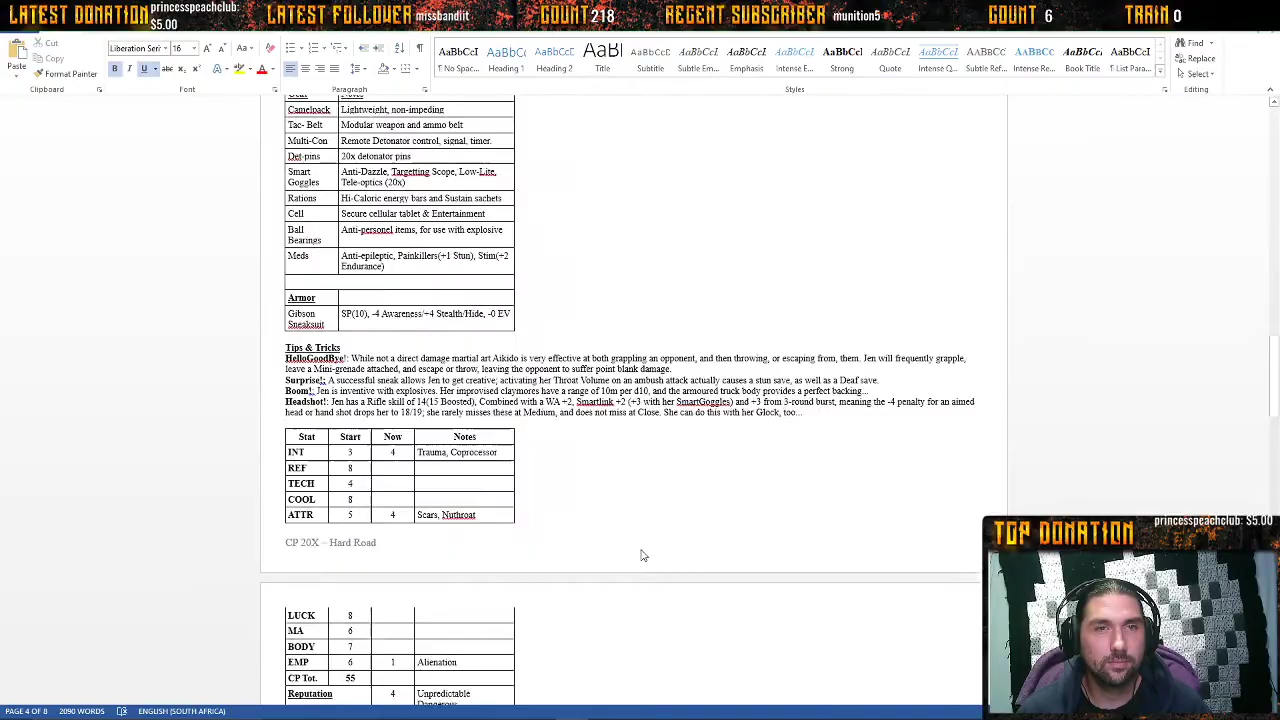 LATEST DONATION princesspeachclub: $5.00 LATEST FOLLOWER missbandlit COUNT 218 RECENT SUBSCRIBER munition5 COUNT 6 TRAIN 0
Paste Cut Copy Format Painter
Liberation Seri 16
AaBbCcI AaBbCcI AaBbCcI AaBl AaBbCcI AaBbCcI AaBbCcI AaBbCcI AaBbCcI AaBbCcI AaBbCcI AaBbCcI AaBbCc AaBbCcI AaBbCcI
¶ No Spac... Heading 1 Heading 2 Title Subtitle Subtle Em... Emphasis Intense E... Strong Quote Intense Q... Subtle Ref... Intense Re... Book Title ¶ List Para...
Find Replace Select
Clipboard Font Paragraph Styles Editing
Camelpack Lightweight, non-impeding
Tac- Belt Modular weapon and ammo belt
Multi-Con Remote Detonator control, signal, timer.
Det-pins 20x detonator pins
Smart Goggles Anti-Dazzle, Targetting Scope, Low-Lite, Tele-optics (20x)
Rations Hi-Caloric energy bars and Sustain sachets
Cell Secure cellular tablet & Entertainment
Ball Bearings Anti-personel items, for use with explosive
Meds Anti-epileptic, Painkillers(+1 Stun), Stim(+2 Endurance)
Armor
Gibson Sneaksuit SP(10), -4 Awareness/+4 Stealth/Hide, -0 EV
Tips & Tricks
HelloGoodBye!: While not a direct damage martial art Aikido is very effective at both grappling an opponent, and then throwing, or escaping from, them. Jen will frequently grapple,
leave a Mini-grenade attached, and escape or throw, leaving the opponent to suffer point blank damage.
Surprise!: A successful sneak allows Jen to get creative; activating her Throat Volume on an ambush attack actually causes a stun save, as well as a Deaf save.
Boom!: Jen is inventive with explosives. Her improvised claymores have a range of 10m per d10, and the armoured truck body provides a perfect backing...
Headshot!: Jen has a Rifle skill of 14(15 Boosted), Combined with a WA +2, Smartlink +2 (+3 with her SmartGoggles) and +3 from 3-round burst, meaning the -4 penalty for an aimed
head or hand shot drops her to 18/19; she rarely misses these at Medium, and does not miss at Close. She can do this with her Glock, too...
Stat Start Now Notes
INT 3 4 Trauma, Coprocessor
REF 8
TECH 4
COOL 8
ATTR 5 4 Scars, Nuthroat
CP 20X – Hard Road
LUCK 8
MA 6
BODY 7
EMP 6 1 Alienation
CP Tot. 55
Reputation 4 Unpredictable
Dangerous
TOP DONATION princesspeachclub: $5.00
PAGE 4 OF 8 2090 WORDS ENGLISH (SOUTH AFRICA)